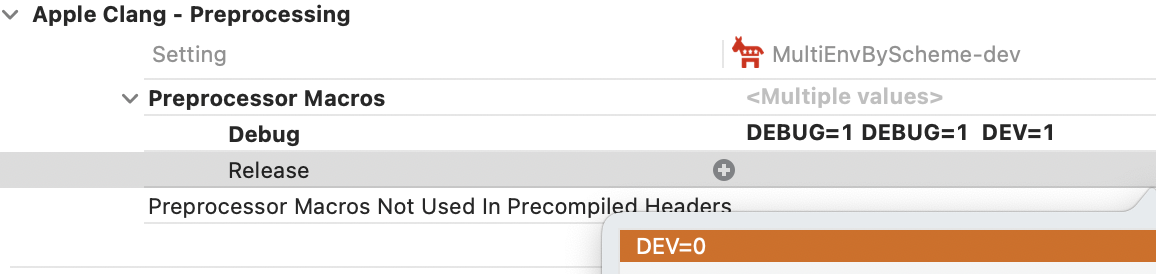 Apple Clang - Preprocessing
Setting MultiEnvByScheme-dev
Preprocessor Macros <Multiple values>
Debug DEBUG=1 DEBUG=1 DEV=1
Release
Preprocessor Macros Not Used In Precompiled Headers
DEV=0